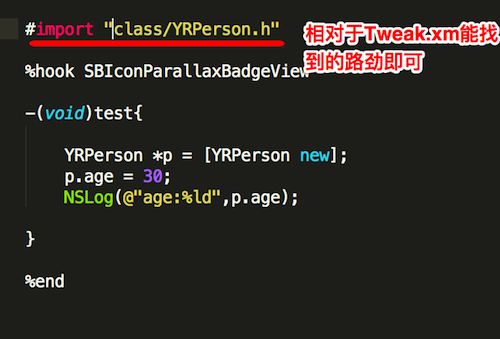 #import "class/YRPerson.h"
相对于Tweak.xm能找
到的路劲即可
%hook SBIconParallaxBadgeView
-(void)test{
YRPerson *p = [YRPerson new];
p.age = 30;
NSLog(@"age:%ld",p.age);
}
%end